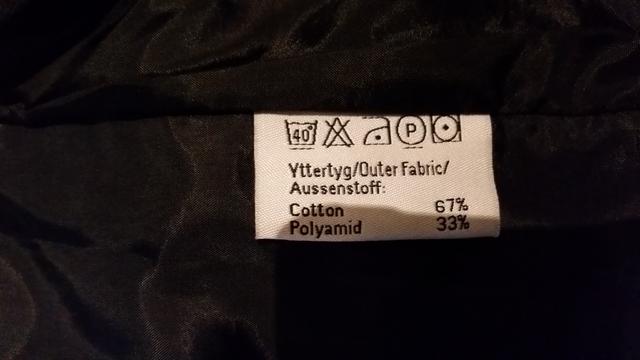 40°
P
Yttertyg/Outer Fabric/
Aussenstoff:
Cotton 67%
Polyamid 33%